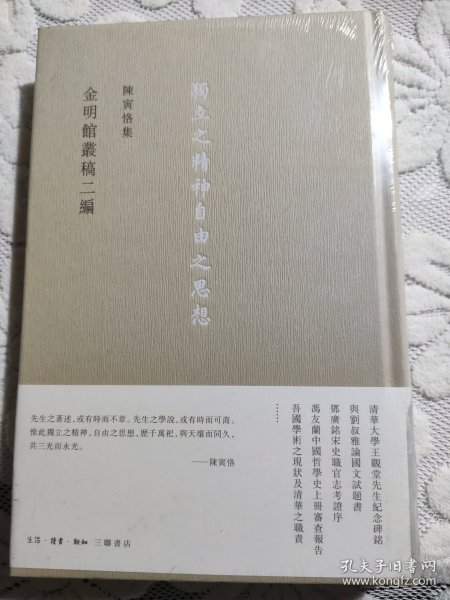 獨立之精神自由之思想
陳寅恪集
金明館叢稿二編
清華大學王觀堂先生紀念碑銘
與劉叔雅論國文試題書
鄧廣銘宋史職官志考證序
馮友蘭中國哲學史上冊審查報告
吾國學術之現狀及清華之職責
……
先生之著述，或有時而不章。先生之學說，或有時而可商。
惟此獨立之精神，自由之思想，歷千萬祀，與天壤而同久，
共三光而永光。
——陳寅恪
生活·讀書·新知 三聯書店
孔夫子旧书网
book.kongfz.com